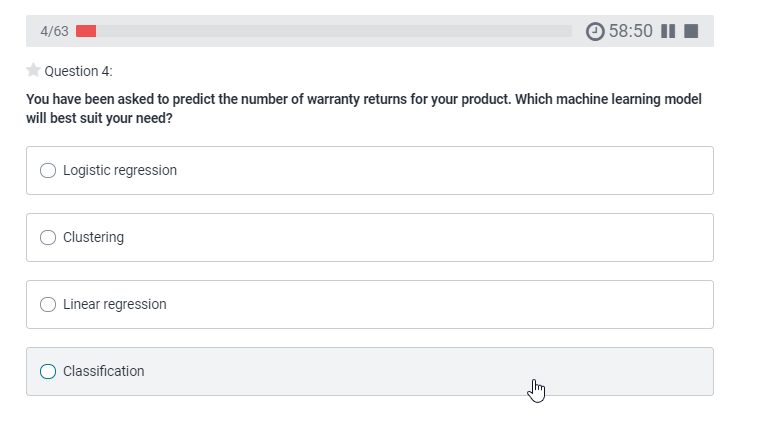 4/63 58:50
Question 4:
You have been asked to predict the number of warranty returns for your product. Which machine learning model
will best suit your need?
Logistic regression
Clustering
Linear regression
Classification